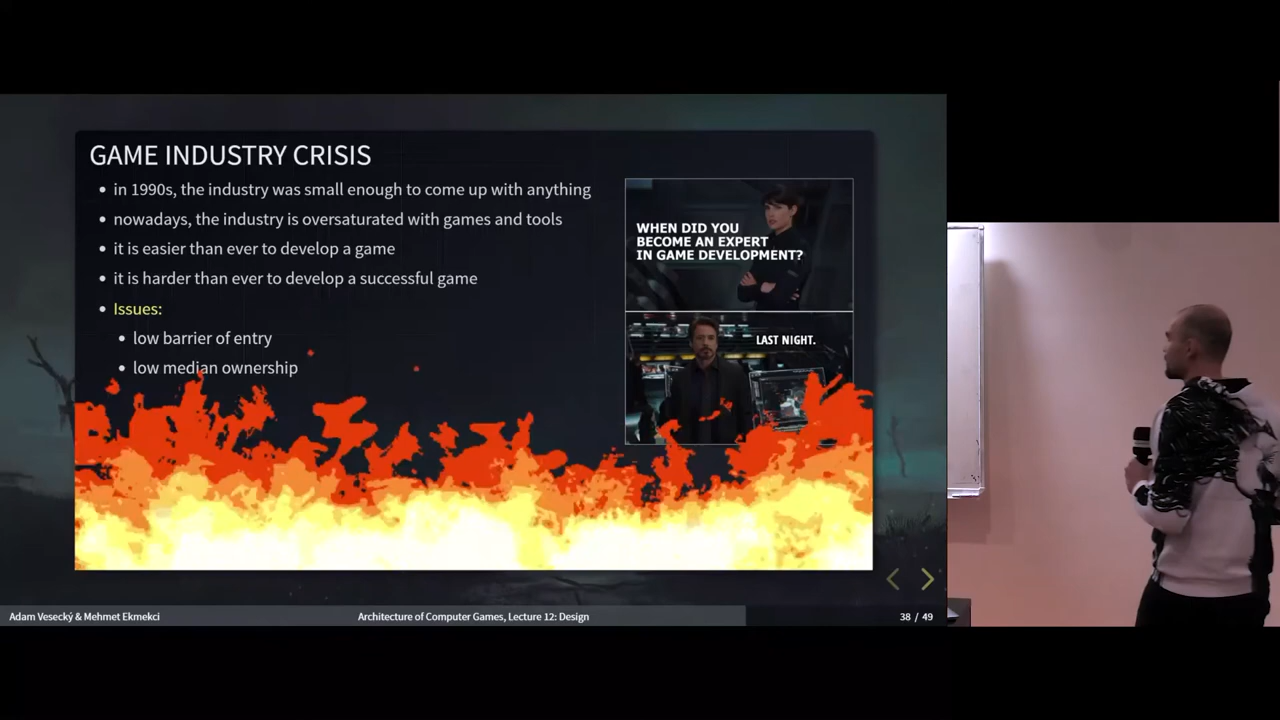 GAME INDUSTRY CRISIS
in 1990s, the industry was small enough to come up with anything
nowadays, the industry is oversaturated with games and tools
it is easier than ever to develop a game
it is harder than ever to develop a successful game
Issues:
low barrier of entry
low median ownership
WHEN DID YOU
BECOME AN EXPERT
IN GAME DEVELOPMENT?
LAST NIGHT.
Adam Vesecký & Mehmet Ekmekci
Architecture of Computer Games, Lecture 12: Design
38 / 49